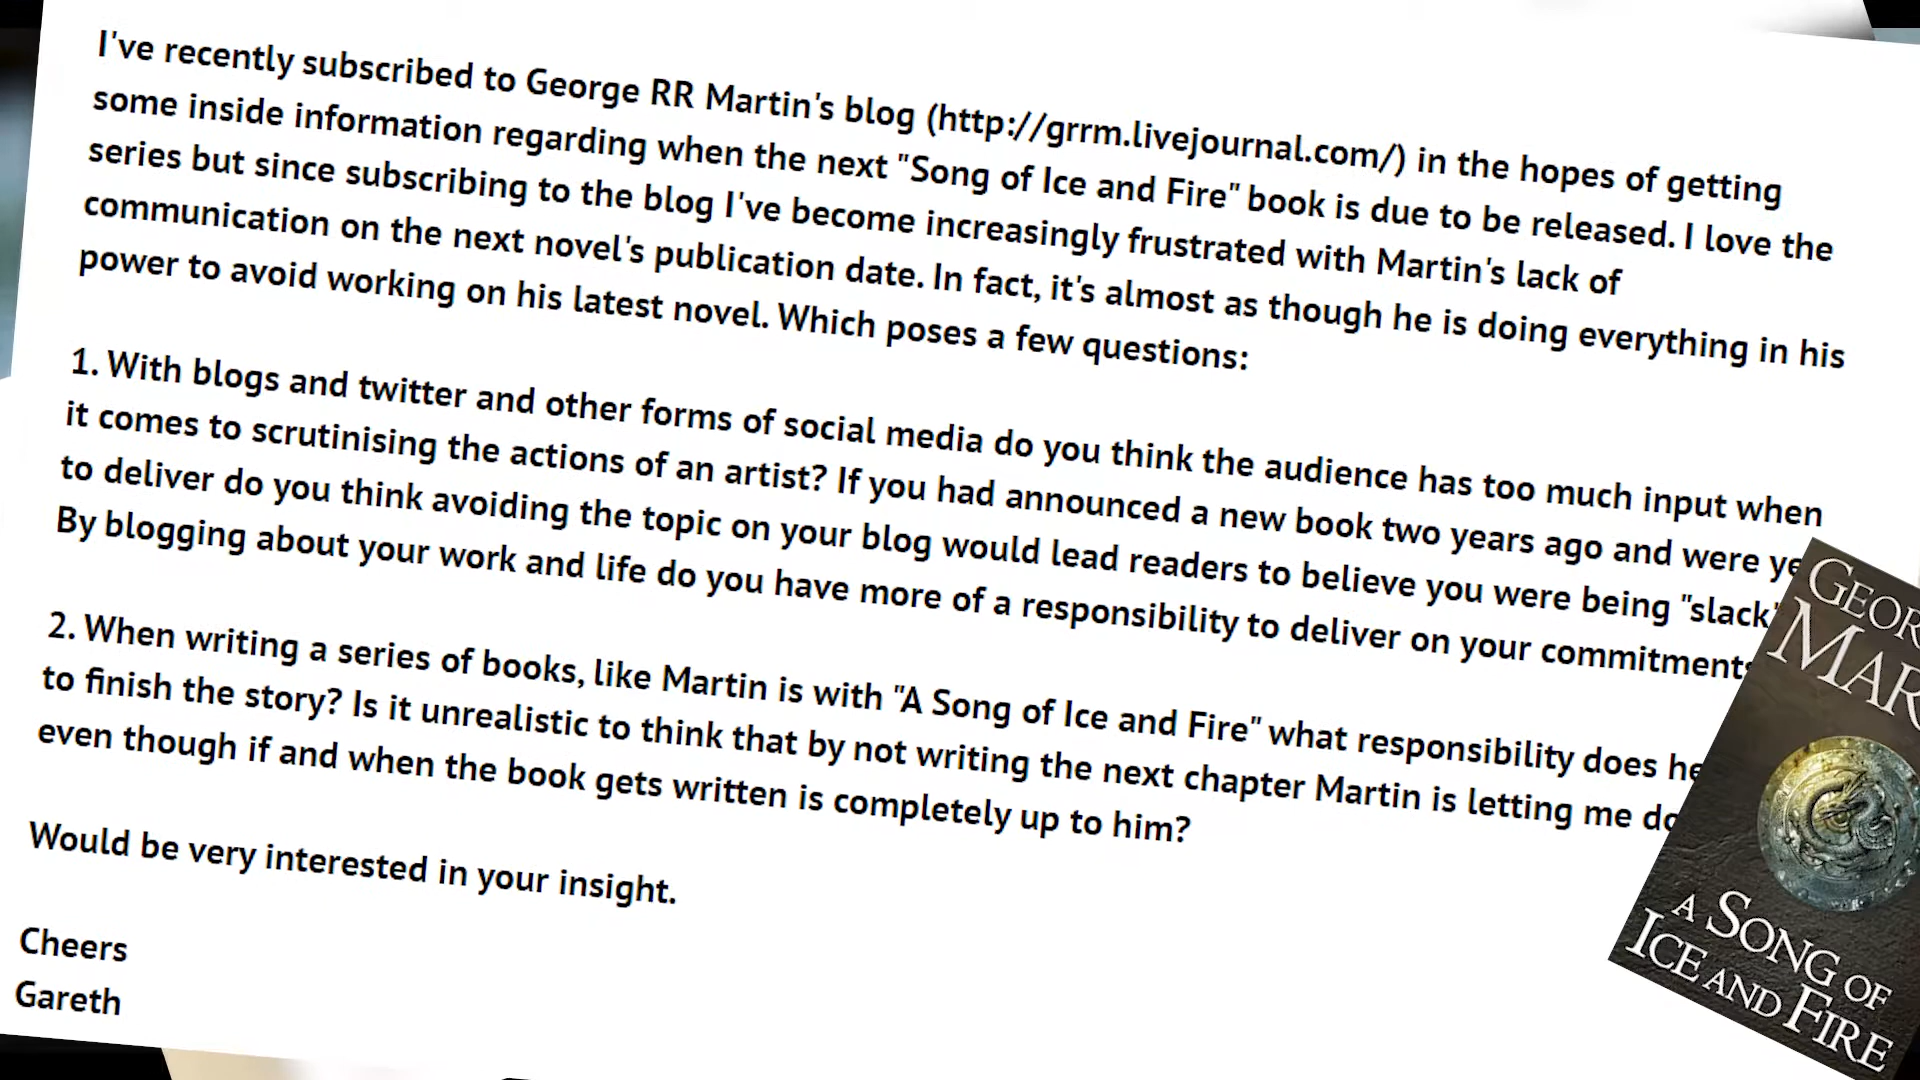 I've recently subscribed to George RR Martin's blog (http://grrm.livejournal.com/) in the hopes of getting
some inside information regarding when the next "Song of Ice and Fire" book is due to be released. I love the
series but since subscribing to the blog I've become increasingly frustrated with Martin's lack of
communication on the next novel's publication date. In fact, it's almost as though he is doing everything in his
power to avoid working on his latest novel. Which poses a few questions:
1. With blogs and twitter and other forms of social media do you think the audience has too much input when
it comes to scrutinising the actions of an artist? If you had announced a new book two years ago and were
to deliver do you think avoiding the topic on your blog would lead readers to believe you were being "slack"
By blogging about your work and life do you have more of a responsibility to deliver on your commitments
2. When writing a series of books, like Martin is with "A Song of Ice and Fire" what responsibility does he
to finish the story? Is it unrealistic to think that by not writing the next chapter Martin is letting me
even though if and when the book gets written is completely up to him?
Would be very interested in your insight.
Cheers
Gareth
A SONG OF
ICE AND FIRE